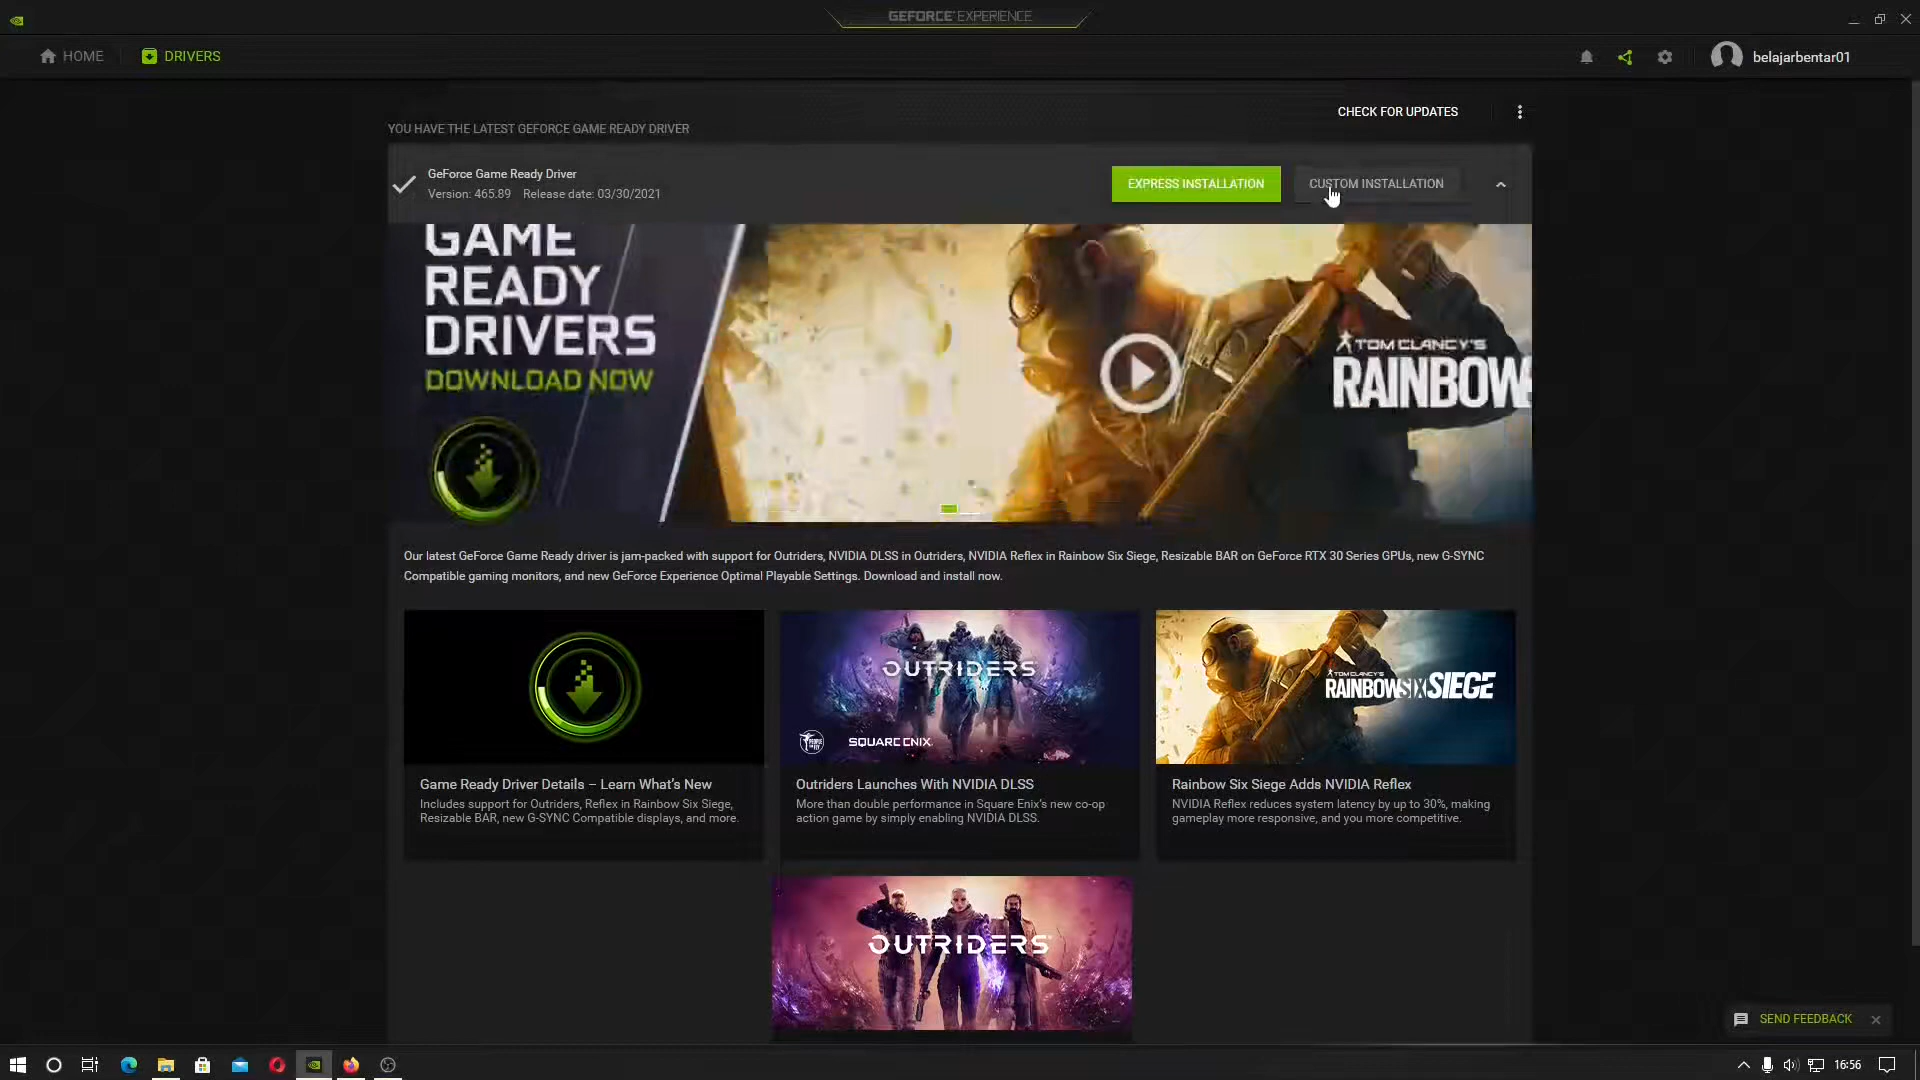 GEFORCE EXPERIENCE
HOME
DRIVERS
belajarbentar01
CHECK FOR UPDATES
YOU HAVE THE LATEST GEFORCE GAME READY DRIVER
GeForce Game Ready Driver
Version: 465.89 Release date: 03/30/2021
EXPRESS INSTALLATION
CUSTOM INSTALLATION
GAME
READY
DRIVERS
DOWNLOAD NOW
TOM CLANCY'S
RAINBOW
Our latest GeForce Game Ready driver is jam-packed with support for Outriders, NVIDIA DLSS in Outriders, NVIDIA Reflex in Rainbow Six Siege, Resizable BAR on GeForce RTX 30 Series GPUs, new G-SYNC
Compatible gaming monitors, and new GeForce Experience Optimal Playable Settings. Download and install now.
OUTRIDERS
SQUARE ENIX
TOM CLANCY'S
RAINBOW SIX SIEGE
Game Ready Driver Details – Learn What's New
Includes support for Outriders, Reflex in Rainbow Six Siege,
Resizable BAR, new G-SYNC Compatible displays, and more.
Outriders Launches With NVIDIA DLSS
More than double performance in Square Enix's new co-op
action game by simply enabling NVIDIA DLSS.
Rainbow Six Siege Adds NVIDIA Reflex
NVIDIA Reflex reduces system latency by up to 30%, making
gameplay more responsive, and you more competitive.
OUTRIDERS
SEND FEEDBACK
16:56